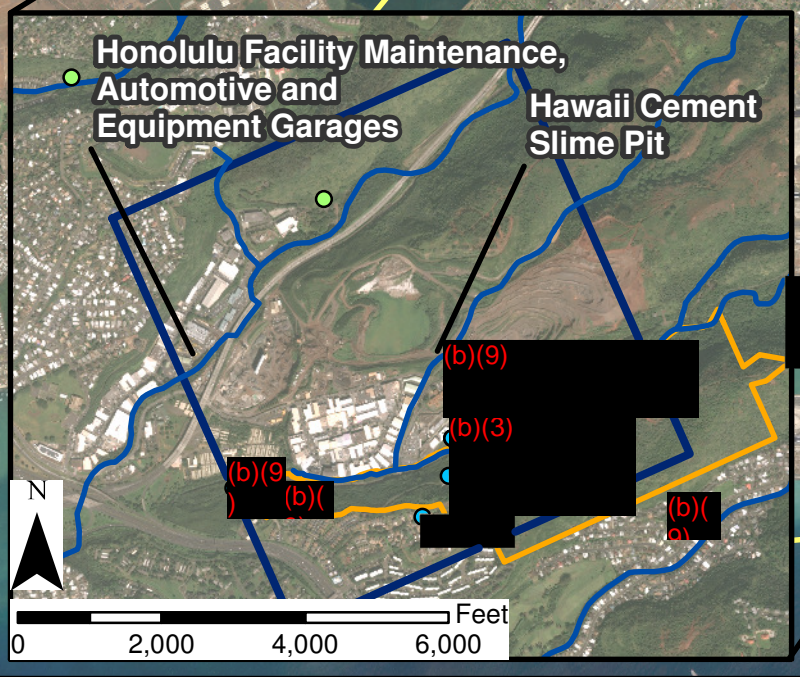 Honolulu Facility Maintenance,
Automotive and
Equipment Garages
Hawaii Cement
Slime Pit
(b)(9)
(b)(3)
(b)(9
)
(b)(
(b)(
9)
N
Feet
0 2,000 4,000 6,000